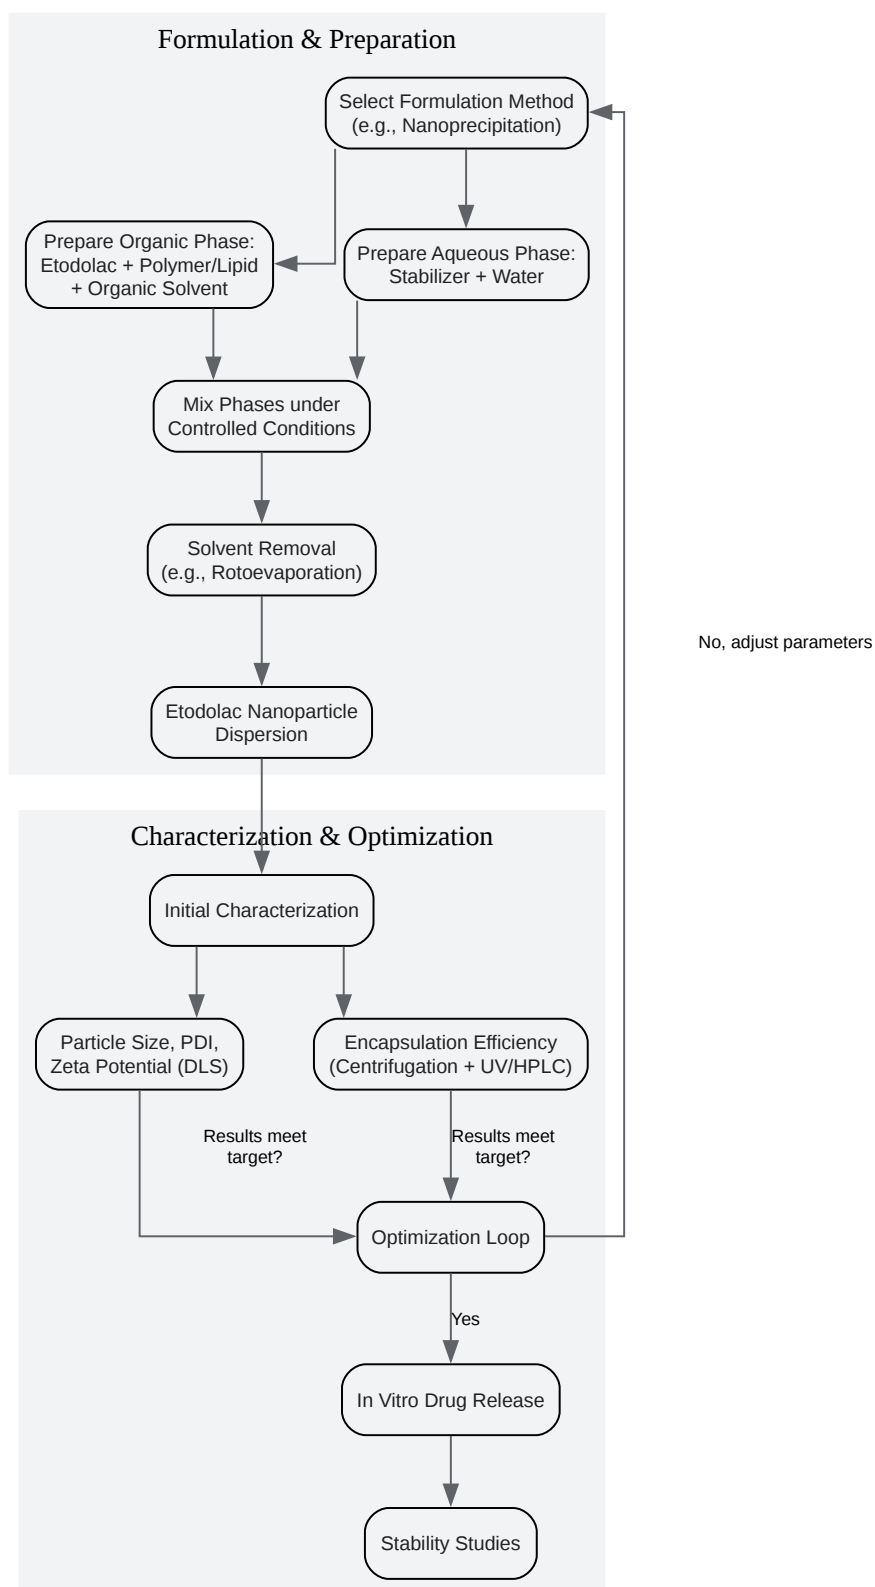 Formulation & Preparation
Select Formulation Method
(e.g., Nanoprecipitation)
Prepare Organic Phase:
Etodolac + Polymer/Lipid
+ Organic Solvent
Prepare Aqueous Phase:
Stabilizer + Water
Mix Phases under
Controlled Conditions
Solvent Removal
(e.g., Rotoevaporation)
No, adjust parameters
Etodolac Nanoparticle
Dispersion
Characterization & Optimization
Initial Characterization
Particle Size, PDI,
Zeta Potential (DLS)
Encapsulation Efficiency
(Centrifugation + UV/HPLC)
Results meet
target?
Results meet
target?
Optimization Loop
Yes
In Vitro Drug Release
Stability Studies